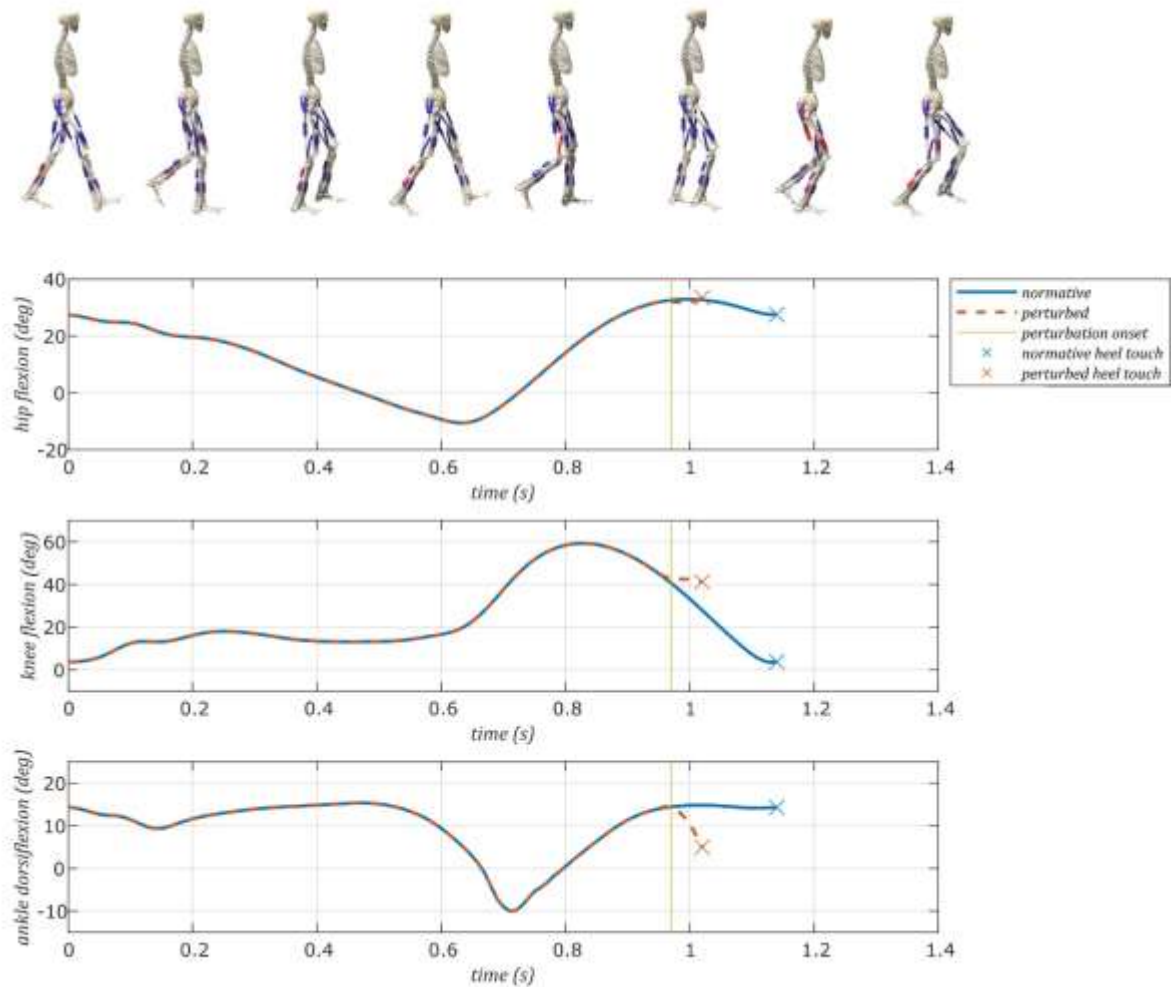 40
20
0
-20
hip flexion (deg)
0 0.2 0.4 0.6 0.8 1 1.2 1.4
time (s)
normative
perturbed
perturbation onset
normative heel touch
perturbed heel touch
60
40
20
0
knee flexion (deg)
0 0.2 0.4 0.6 0.8 1 1.2 1.4
time (s)
20
10
0
-10
ankle dorsiflexion (deg)
0 0.2 0.4 0.6 0.8 1 1.2 1.4
time (s)